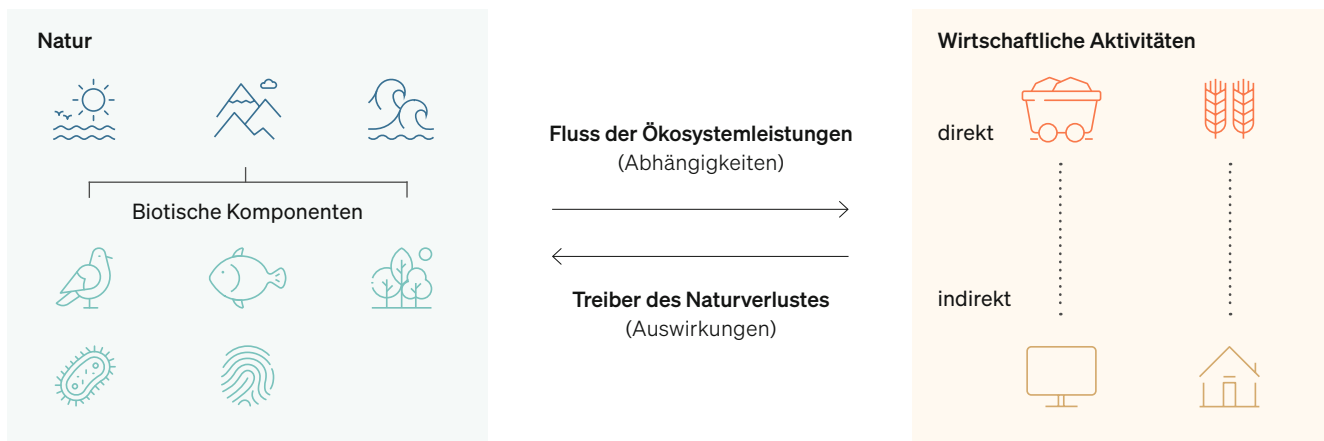 Natur
Biotische Komponenten
Fluss der Ökosystemleistungen
(Abhängigkeiten)
Treiber des Naturverlustes
(Auswirkungen)
Wirtschaftliche Aktivitäten
direkt
indirekt